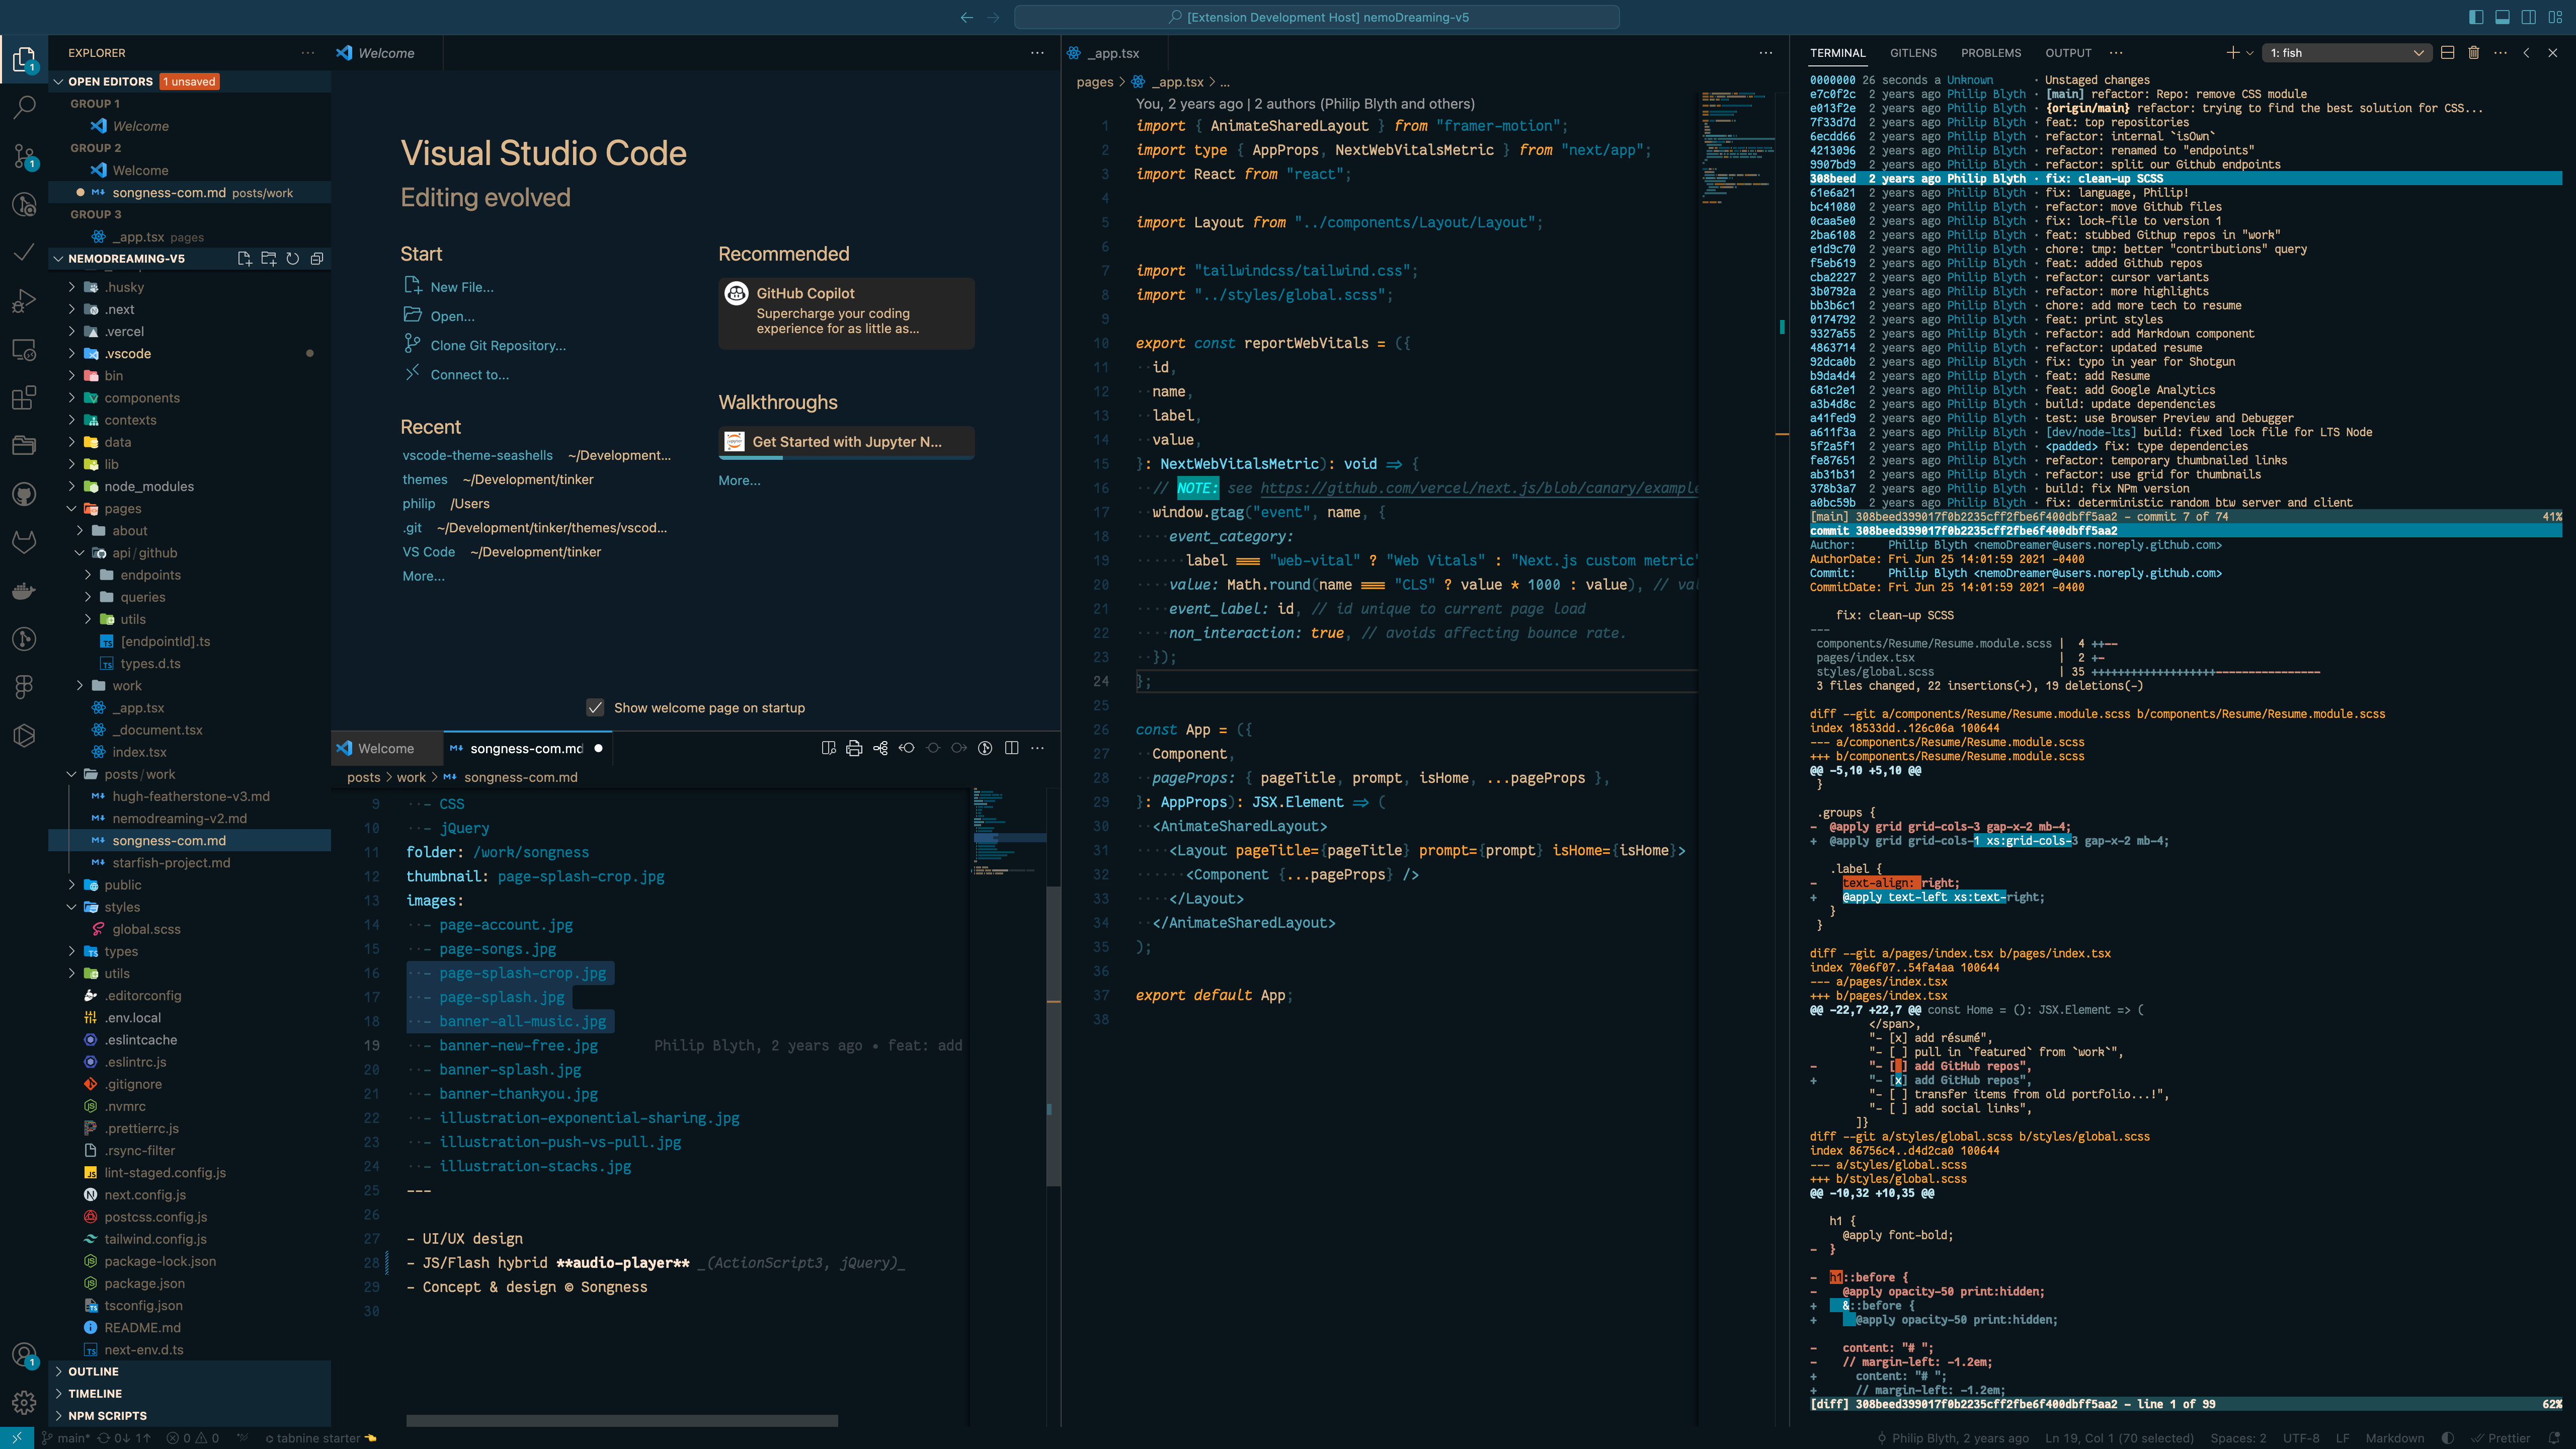 [Extension Development Host] nemoDreaming-v5
EXPLORER
OPEN EDITORS 1 unsaved
GROUP 1
Welcome
GROUP 2
Welcome
songness-com.md posts/work
GROUP 3
_app.tsx pages
NEMODREAMING-V5
.husky
.next
.vercel
.vscode
bin
components
contexts
data
lib
node_modules
pages
about
api/github
endpoints
queries
utils
[endpointId].ts
types.d.ts
work
_app.tsx
_document.tsx
index.tsx
posts/work
hugh-featherstone-v3.md
nemodreaming-v2.md
songness-com.md
starfish-project.md
public
styles
global.scss
types
utils
.editorconfig
.env.local
.eslintcache
.eslintrc.js
.gitignore
.nvmrc
.prettierrc.js
.rsync-filter
lint-staged.config.js
next.config.js
postcss.config.js
tailwind.config.js
package-lock.json
package.json
tsconfig.json
README.md
next-env.d.ts
OUTLINE
TIMELINE
NPM SCRIPTS
Welcome
Visual Studio Code
Editing evolved
Start
New File...
Open...
Clone Git Repository...
Connect to...
Recent
vscode-theme-seashells ~/Development...
themes ~/Development/tinker
philip /Users
.git ~/Development/tinker/themes/vscod...
VS Code ~/Development/tinker
More...
Recommended
GitHub Copilot
Supercharge your coding
experience for as little as...
Walkthroughs
Get Started with Jupyter N...
More...
Show welcome page on startup
Welcome songness-com.md
posts > work > songness-com.md
9 - CSS
10 - jQuery
11 folder: /work/songness
12 thumbnail: page-splash-crop.jpg
13 images:
14 - page-account.jpg
15 - page-songs.jpg
16 - page-splash-crop.jpg
17 - page-splash.jpg
18 - banner-all-music.jpg
19 - banner-new-free.jpg Philip Blyth, 2 years ago • feat: add
20 - banner-splash.jpg
21 - banner-thankyou.jpg
22 - illustration-exponential-sharing.jpg
23 - illustration-push-vs-pull.jpg
24 - illustration-stacks.jpg
25 ---
26
27 - UI/UX design
28 - JS/Flash hybrid **audio-player** _(ActionScript3, jQuery)_
29 - Concept & design © Songness
30
_app.tsx
pages > _app.tsx > ...
You, 2 years ago | 2 authors (Philip Blyth and others)
1 import { AnimateSharedLayout } from "framer-motion";
2 import type { AppProps, NextWebVitalsMetric } from "next/app";
3 import React from "react";
4
5 import Layout from "../components/Layout/Layout";
6
7 import "tailwindcss/tailwind.css";
8 import "../styles/global.scss";
9
10 export const reportWebVitals = ({
11 id,
12 name,
13 label,
14 value,
15 }: NextWebVitalsMetric): void => {
16 // NOTE: see https://github.com/vercel/next.js/blob/canary/example
17 window.gtag("event", name, {
18 event_category:
19 label === "web-vital" ? "Web Vitals" : "Next.js custom metric"
20 value: Math.round(name === "CLS" ? value * 1000 : value), // val
21 event_label: id, // id unique to current page load
22 non_interaction: true, // avoids affecting bounce rate.
23 });
24 };
25
26 const App = ({
27 Component,
28 pageProps: { pageTitle, prompt, isHome, ...pageProps },
29 }: AppProps): JSX.Element => (
30 <AnimateSharedLayout>
31 <Layout pageTitle={pageTitle} prompt={prompt} isHome={isHome}>
32 <Component {...pageProps} />
33 </Layout>
34 </AnimateSharedLayout>
35 );
36
37 export default App;
38
TERMINAL GITLENS PROBLEMS OUTPUT ··· 1: fish
0000000 26 seconds a Unknown · Unstaged changes
e7c0f2c 2 years ago Philip Blyth · [main] refactor: Repo: remove CSS module
e013f2e 2 years ago Philip Blyth · {origin/main} refactor: trying to find the best solution for CSS...
7f33d7d 2 years ago Philip Blyth · feat: top repositories
6ecdd66 2 years ago Philip Blyth · refactor: internal `isOwn`
4213096 2 years ago Philip Blyth · refactor: renamed to "endpoints"
9907bd9 2 years ago Philip Blyth · refactor: split our Github endpoints
308beed 2 years ago Philip Blyth · fix: clean-up SCSS
61e6a21 2 years ago Philip Blyth · fix: language, Philip!
bc41080 2 years ago Philip Blyth · refactor: move Github files
0caa5e0 2 years ago Philip Blyth · fix: lock-file to version 1
2ba6108 2 years ago Philip Blyth · feat: stubbed Githup repos in "work"
e1d9c70 2 years ago Philip Blyth · chore: tmp: better "contributions" query
f5eb619 2 years ago Philip Blyth · feat: added Github repos
cba2227 2 years ago Philip Blyth · refactor: cursor variants
3b0792a 2 years ago Philip Blyth · refactor: more highlights
bb3b6c1 2 years ago Philip Blyth · chore: add more tech to resume
0174792 2 years ago Philip Blyth · feat: print styles
9327a55 2 years ago Philip Blyth · refactor: add Markdown component
4863714 2 years ago Philip Blyth · refactor: updated resume
92dca0b 2 years ago Philip Blyth · fix: typo in year for Shotgun
b9da4d4 2 years ago Philip Blyth · feat: add Resume
681c2e1 2 years ago Philip Blyth · feat: add Google Analytics
a3b4d8c 2 years ago Philip Blyth · build: update dependencies
a41fed9 2 years ago Philip Blyth · test: use Browser Preview and Debugger
a611f3a 2 years ago Philip Blyth · [dev/node-lts] build: fixed lock file for LTS Node
5f2a5f1 2 years ago Philip Blyth · <padded> fix: type dependencies
fe87651 2 years ago Philip Blyth · refactor: temporary thumbnailed links
ab31b31 2 years ago Philip Blyth · refactor: use grid for thumbnails
378b3a7 2 years ago Philip Blyth · build: fix NPm version
a0bc59b 2 years ago Philip Blyth · fix: deterministic random btw server and client
[main] 308beed399017f0b2235cff2fbe6f400dbff5aa2 - commit 7 of 74 41%
commit 308beed399017f0b2235cff2fbe6f400dbff5aa2
Author: Philip Blyth <nemoDreamer@users.noreply.github.com>
AuthorDate: Fri Jun 25 14:01:59 2021 -0400
Commit: Philip Blyth <nemoDreamer@users.noreply.github.com>
CommitDate: Fri Jun 25 14:01:59 2021 -0400
fix: clean-up SCSS
---
components/Resume/Resume.module.scss | 4 ++--
pages/index.tsx | 2 +-
styles/global.scss | 35 +++++++++++++++++++----------------
3 files changed, 22 insertions(+), 19 deletions(-)
diff --git a/components/Resume/Resume.module.scss b/components/Resume/Resume.module.scss
index 18533dd..126c06a 100644
--- a/components/Resume/Resume.module.scss
+++ b/components/Resume/Resume.module.scss
@@ -5,10 +5,10 @@
}
.groups {
- @apply grid grid-cols-3 gap-x-2 mb-4;
+ @apply grid grid-cols-1 xs:grid-cols-3 gap-x-2 mb-4;
.label {
- text-align: right;
+ @apply text-left xs:text-right;
}
}
diff --git a/pages/index.tsx b/pages/index.tsx
index 70e6f07..54fa4aa 100644
--- a/pages/index.tsx
+++ b/pages/index.tsx
@@ -22,7 +22,7 @@ const Home = (): JSX.Element => (
</span>,
"- [x] add résumé",
"- [ ] pull in `featured` from `work`",
- "- [ ] add GitHub repos",
+ "- [x] add GitHub repos",
"- [ ] transfer items from old portfolio...!",
"- [ ] add social links",
]}
diff --git a/styles/global.scss b/styles/global.scss
index 86756c4..d4d2ca0 100644
--- a/styles/global.scss
+++ b/styles/global.scss
@@ -10,32 +10,35 @@
h1 {
@apply font-bold;
- }
- h1::before {
- @apply opacity-50 print:hidden;
+ &::before {
+ @apply opacity-50 print:hidden;
- content: "# ";
- // margin-left: -1.2em;
+ content: "# ";
+ // margin-left: -1.2em;
[diff] 308beed399017f0b2235cff2fbe6f400dbff5aa2 - line 1 of 99 62%
main* 0↓ 1↑ 0 0 tabnine starter Philip Blyth, 2 years ago Ln 19, Col 1 (70 selected) Spaces: 2 UTF-8 LF Markdown Prettier